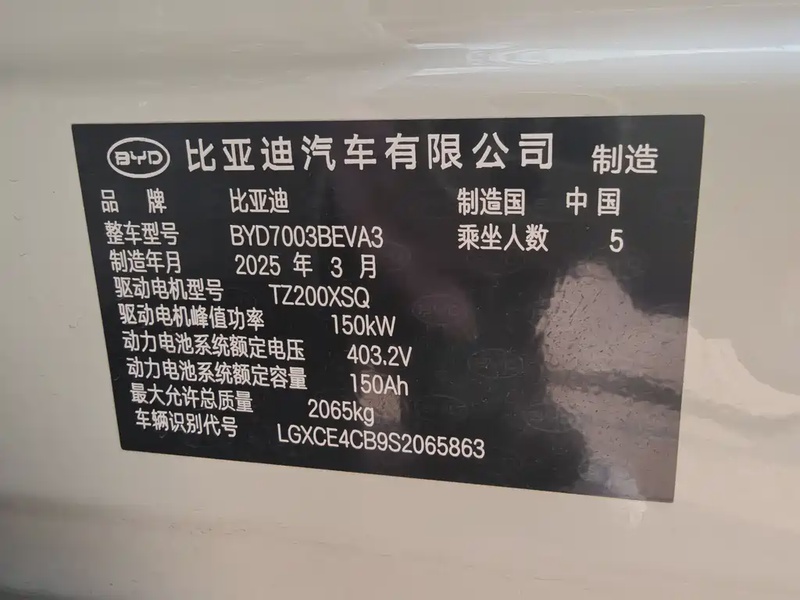 BYD 比亚迪汽车有限公司 制造
品 牌 比亚迪 制造国 中国
整车型号 BYD7003BEVA3 乘坐人数 5
制造年月 2025 年 3 月
驱动电机型号 TZ200XSQ
驱动电机峰值功率 150kW
动力电池系统额定电压 403.2V
动力电池系统额定容量 150Ah
最大允许总质量 2065kg
车辆识别代号 LGXCE4CB9S2065863